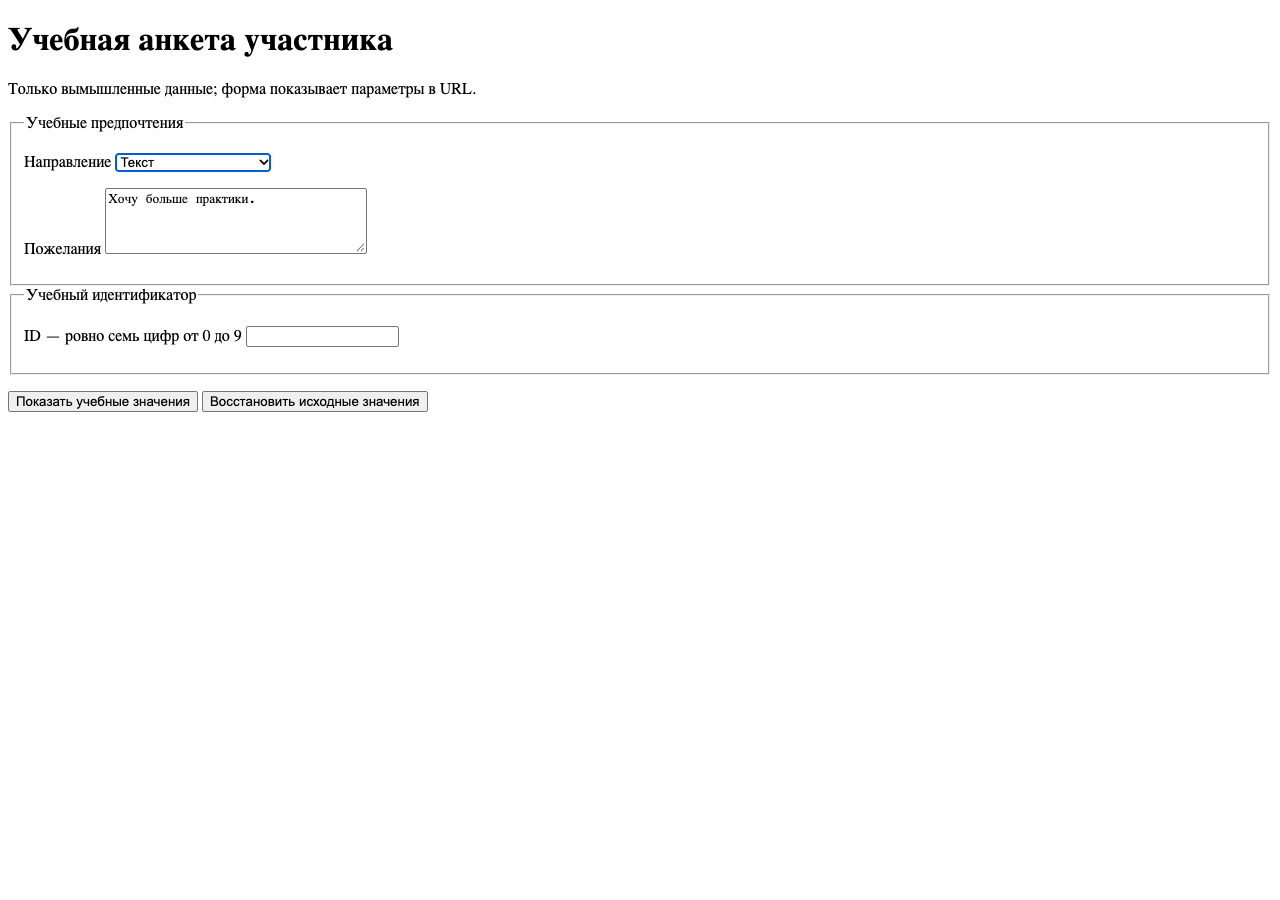 Учебная анкета участника
Только вымышленные данные; форма показывает параметры в URL.
Учебные предпочтения
Направление Текст
Хочу больше практики.
Пожелания
Учебный идентификатор
ID — ровно семь цифр от 0 до 9
Показать учебные значения Восстановить исходные значения